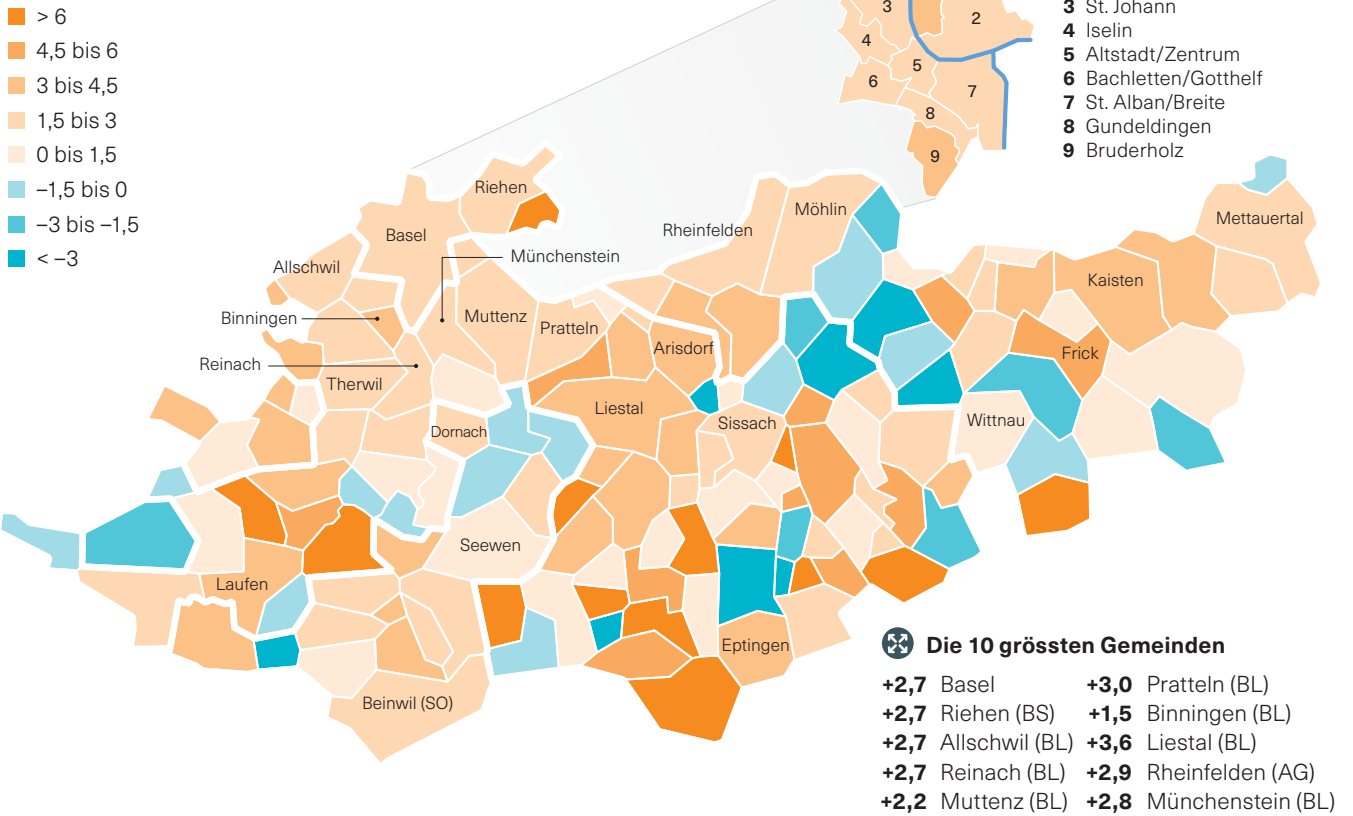 > 6
4,5 bis 6
3 bis 4,5
1,5 bis 3
0 bis 1,5
–1,5 bis 0
–3 bis –1,5
< –3
3
2
4
5
6
7
8
9
3 St. Johann
4 Iselin
5 Altstadt/Zentrum
6 Bachletten/Gotthelf
7 St. Alban/Breite
8 Gundeldingen
9 Bruderholz
Riehen
Basel
Allschwil
Münchenstein
Rheinfelden
Möhlin
Mettauertal
Kaisten
Binningen
Muttenz
Pratteln
Arisdorf
Frick
Reinach
Therwil
Liestal
Sissach
Wittnau
Dornach
Seewen
Laufen
Eptingen
Beinwil (SO)
Die 10 grössten Gemeinden
+2,7 Basel
+2,7 Riehen (BS)
+2,7 Allschwil (BL)
+2,7 Reinach (BL)
+2,2 Muttenz (BL)
+3,0 Pratteln (BL)
+1,5 Binningen (BL)
+3,6 Liestal (BL)
+2,9 Rheinfelden (AG)
+2,8 Münchenstein (BL)